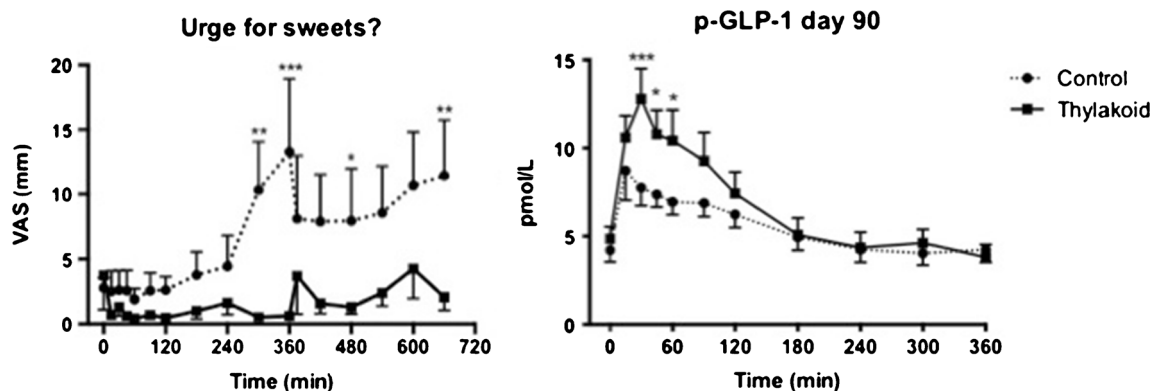 Urge for sweets?
VAS (mm)
20
15
10
5
0
***
**
*
**
0 120 240 360 480 600 720
Time (min)
p-GLP-1 day 90
pmol/L
15
10
5
0
***
*
*
0 60 120 180 240 300 360
Time (min)
Control
Thylakoid